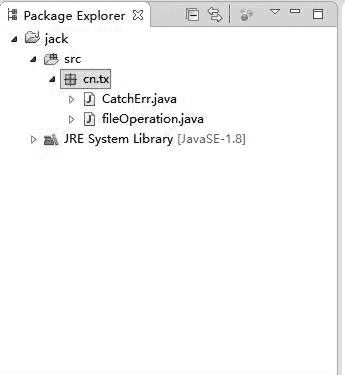 Package Explorer
jack
src
cn.tx
CatchErr.java
fileOperation.java
JRE System Library [JavaSE-1.8]